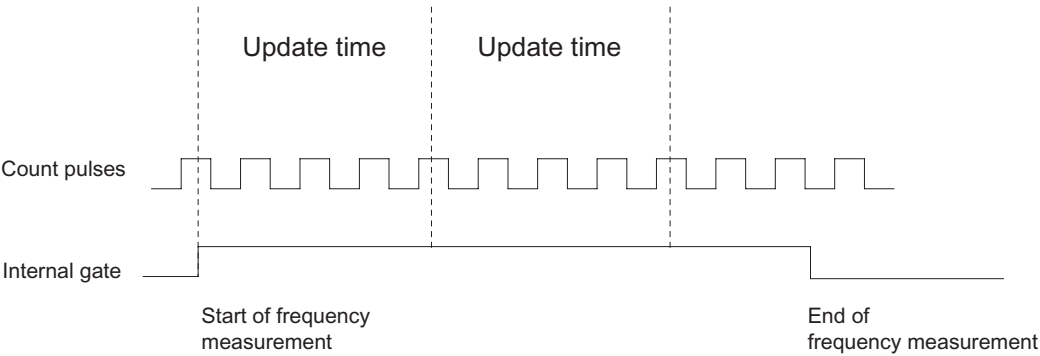 Update time
Update time
Count pulses
Internal gate
Start of frequency
measurement
End of
frequency measurement